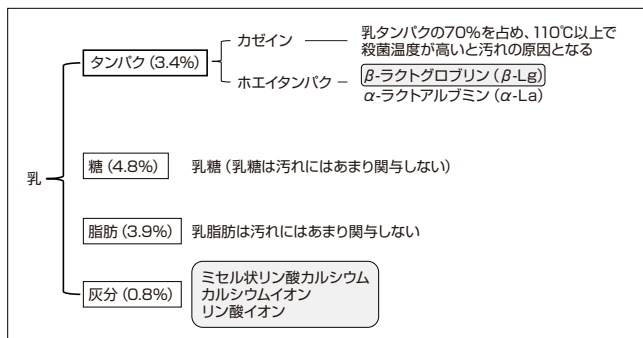 乳
タンパク (3.4%)
カゼイン
乳タンパクの70%を占め、110℃以上で
殺菌温度が高いと汚れの原因となる
ホエイタンパク
β-ラクトグロブリン (β-Lg)
α-ラクトアルブミン (α-La)
糖 (4.8%)
乳糖 (乳糖は汚れにはあまり関与しない)
脂肪 (3.9%)
乳脂肪は汚れにはあまり関与しない
灰分 (0.8%)
ミセル状リン酸カルシウム
カルシウムイオン
リン酸イオン